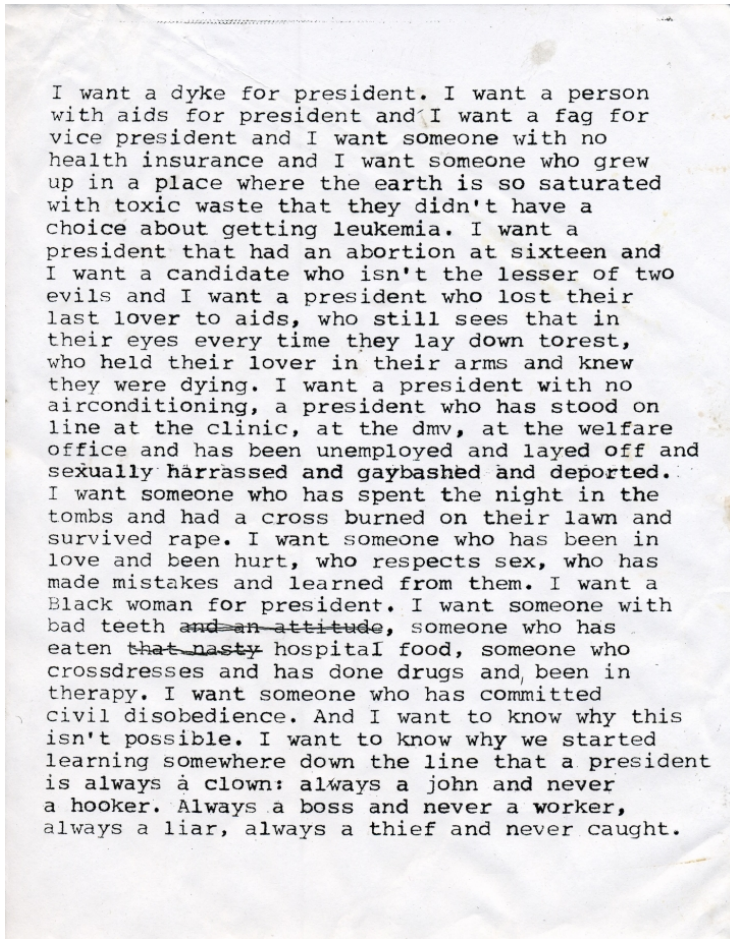 I want a dyke for president. I want a person
with aids for president and I want a fag for
vice president and I want someone with no
health insurance and I want someone who grew
up in a place where the earth is so saturated
with toxic waste that they didn't have a
choice about getting leukemia. I want a
president that had an abortion at sixteen and
I want a candidate who isn't the lesser of two
evils and I want a president who lost their
last lover to aids, who still sees that in
their eyes every time they lay down torest,
who held their lover in their arms and knew
they were dying. I want a president with no
airconditioning, a president who has stood on
line at the clinic, at the dmv, at the welfare
office and has been unemployed and layed off and
sexually harrassed and gaybashed and deported.
I want someone who has spent the night in the
tombs and had a cross burned on their lawn and
survived rape. I want someone who has been in
love and been hurt, who respects sex, who has
made mistakes and learned from them. I want a
Black woman for president. I want someone with
bad teeth and an attitude, someone who has
eaten that nasty hospital food, someone who
crossdresses and has done drugs and been in
therapy. I want someone who has committed
civil disobedience. And I want to know why this
isn't possible. I want to know why we started
learning somewhere down the line that a president
is always a clown: always a john and never
a hooker. Always a boss and never a worker,
always a liar, always a thief and never caught.